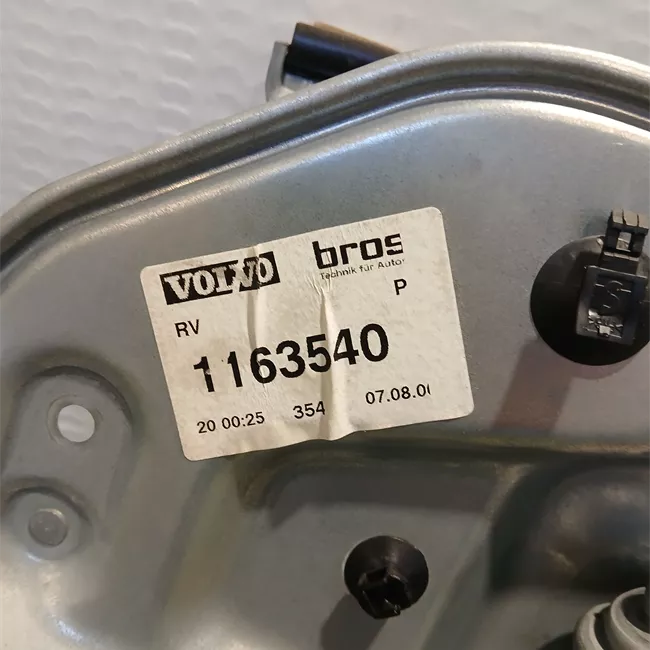 VOLVO
bros
Technik für Autor
P
RV
1163540
20 00:25 354 07.08.0